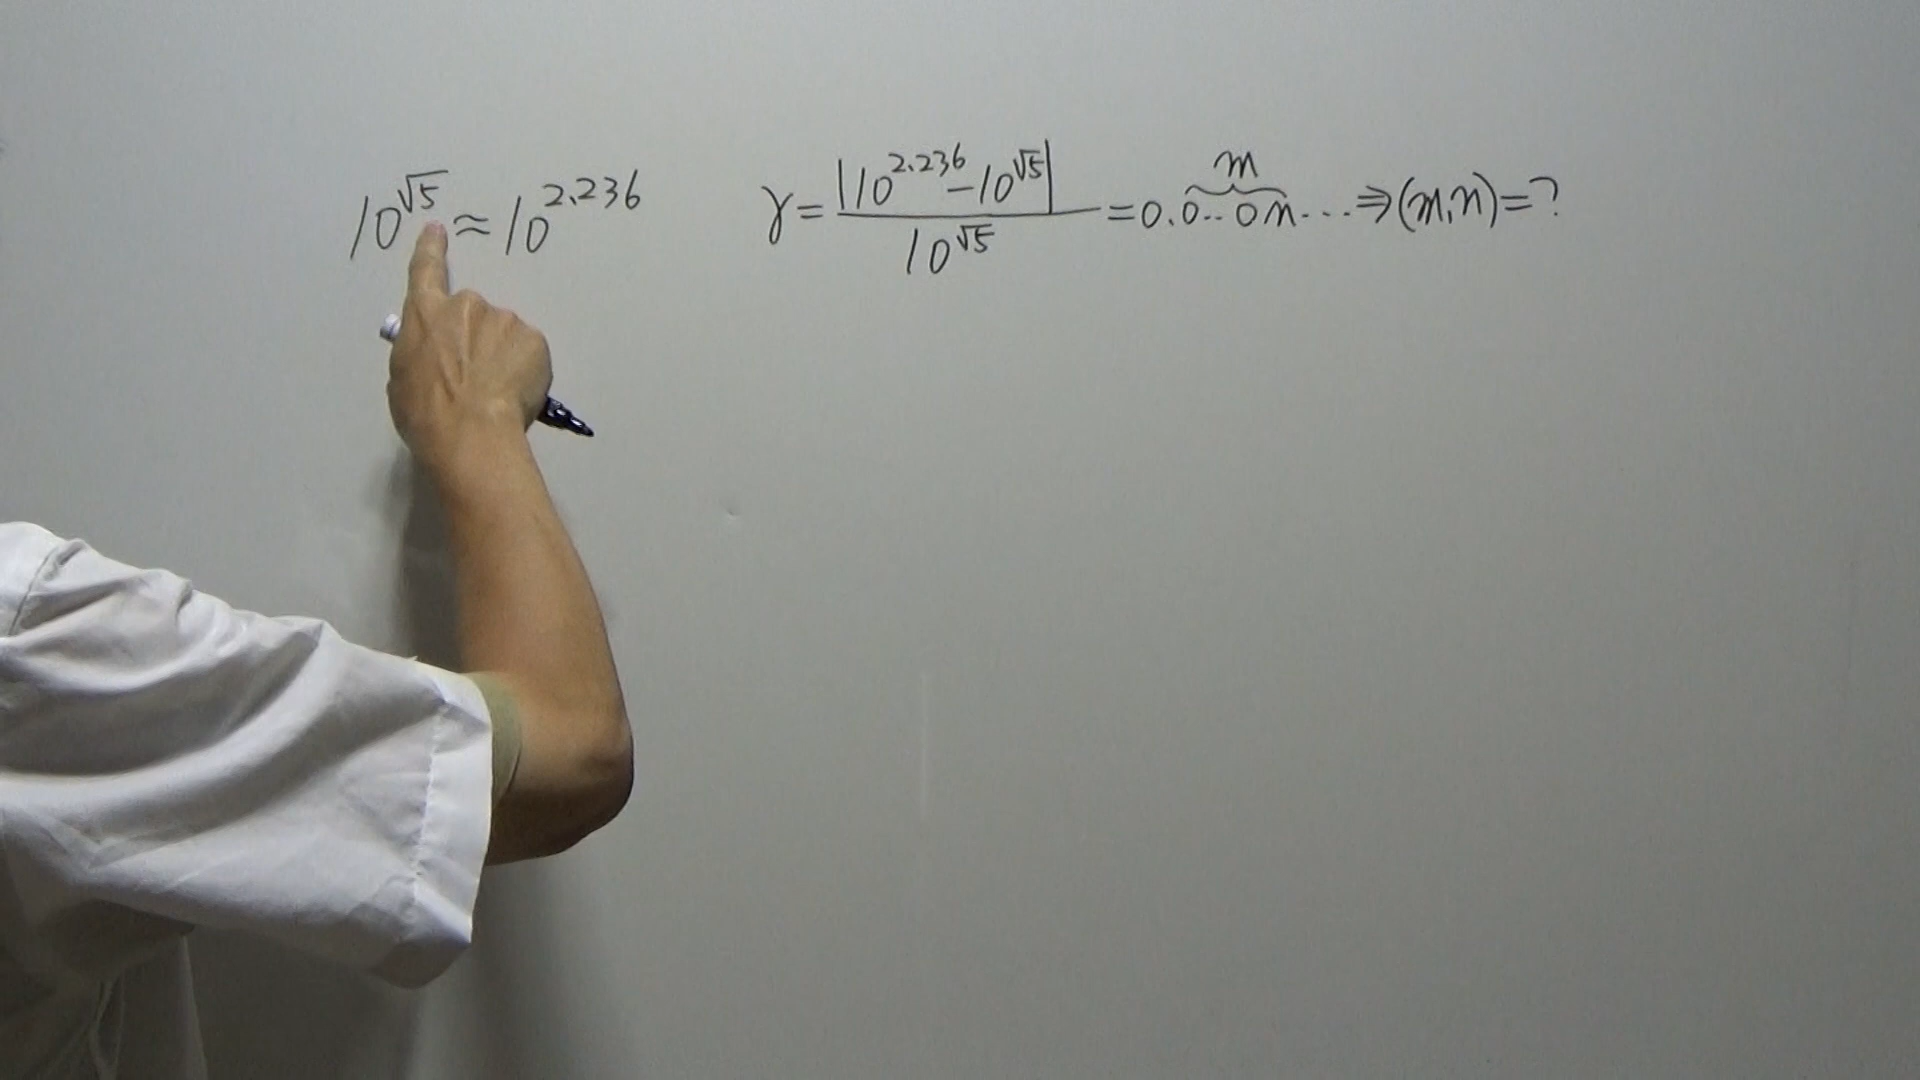 10^√5 ≈ 10^2.236   γ = |10^2.236 - 10^√5| / 10^√5 = 0.0..0n... ⇒ (m,n) = ?
m